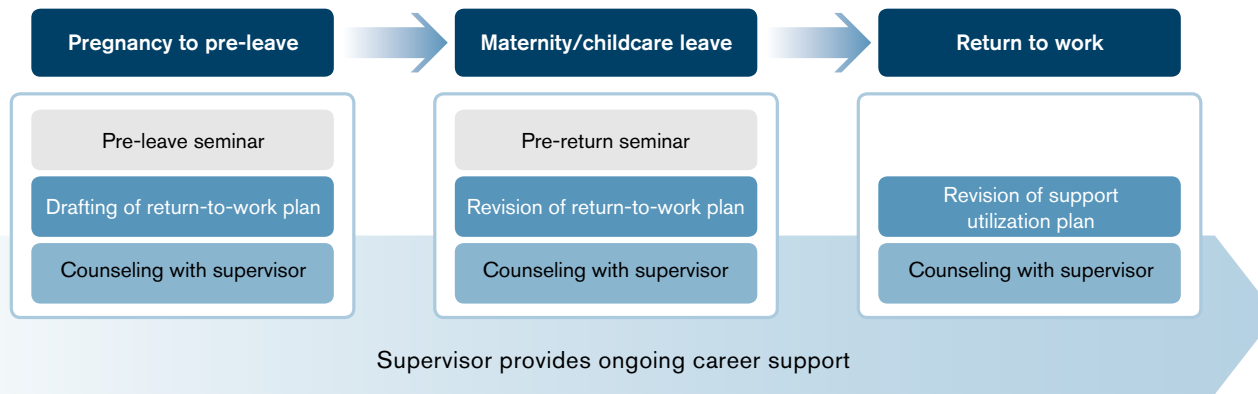 Pregnancy to pre-leave
Maternity/childcare leave
Return to work
Pre-leave seminar
Drafting of return-to-work plan
Counseling with supervisor
Pre-return seminar
Revision of return-to-work plan
Counseling with supervisor
Revision of support
utilization plan
Counseling with supervisor
Supervisor provides ongoing career support